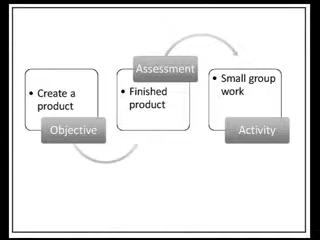 • Create a
product
Objective
Assessment
• Finished
product
• Small group
work
Activity